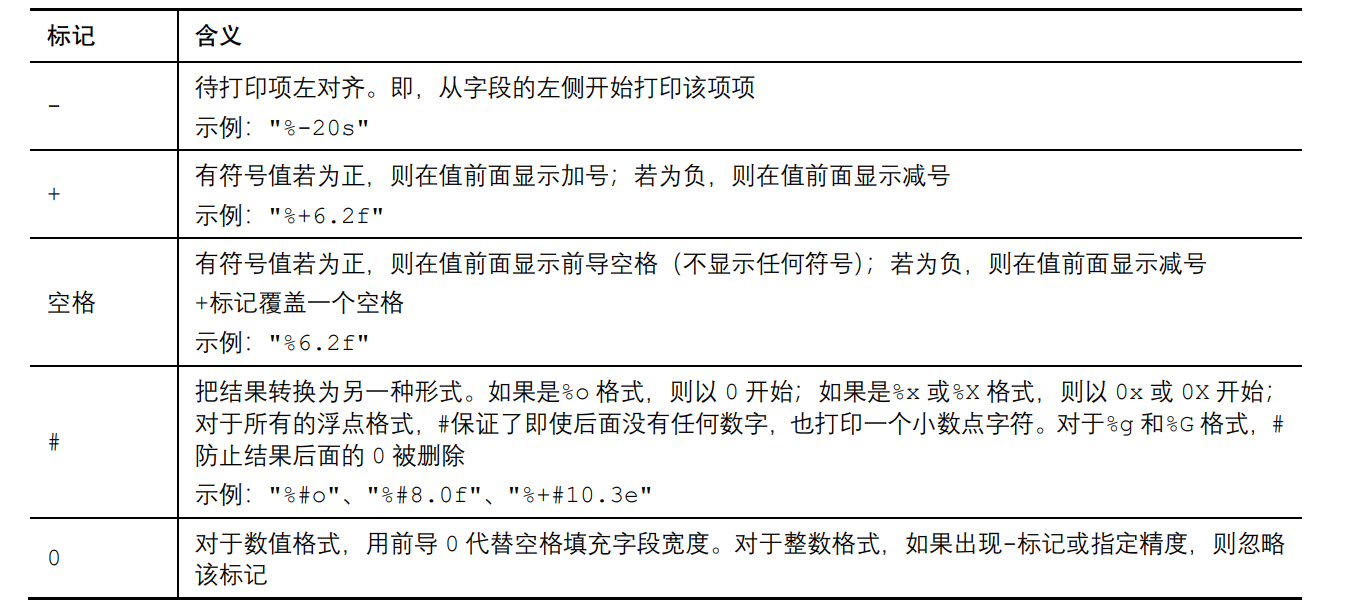 标记 含义
-
待打印项左对齐。即，从字段的左侧开始打印该项项
示例："%-20s"
+
有符号值若为正，则在值前面显示加号；若为负，则在值前面显示减号
示例："%+6.2f"
空格
有符号值若为正，则在值前面显示前导空格（不显示任何符号）；若为负，则在值前面显示减号
+标记覆盖一个空格
示例："%6.2f"
#
把结果转换为另一种形式。如果是%o 格式，则以 0 开始；如果是%x 或%X 格式，则以 0x 或 0X 开始；
对于所有的浮点格式，#保证了即使后面没有任何数字，也打印一个小数点字符。对于%g 和%G 格式，#
防止结果后面的 0 被删除
示例："%#o"、"%#8.0f"、"%+#10.3e"
0
对于数值格式，用前导 0 代替空格填充字段宽度。对于整数格式，如果出现-标记或指定精度，则忽略
该标记